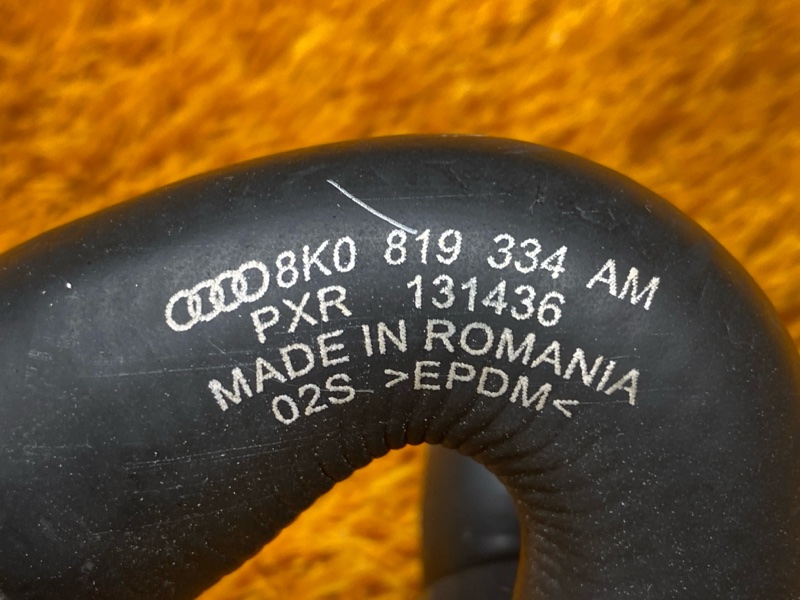 8K0 819 334 AM
PXR 131436
MADE IN ROMANIA
02S >EPDM<